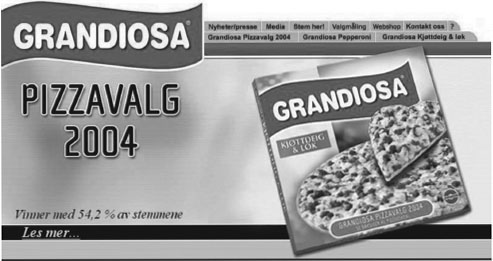 GRANDIOSA®
Nyheter/presse Media Stem her! Valgmåling Webshop Kontakt oss ?
Grandiosa Pizzavalg 2004 Grandiosa Pepperoni Grandiosa Kjøttdeig & løk
PIZZAVALG
2004
GRANDIOSA
KJØTTDEIG
& LØK
GRANDIOSA PIZZAVALG 2004
Vinner med 54,2 % av stemmene
Les mer...